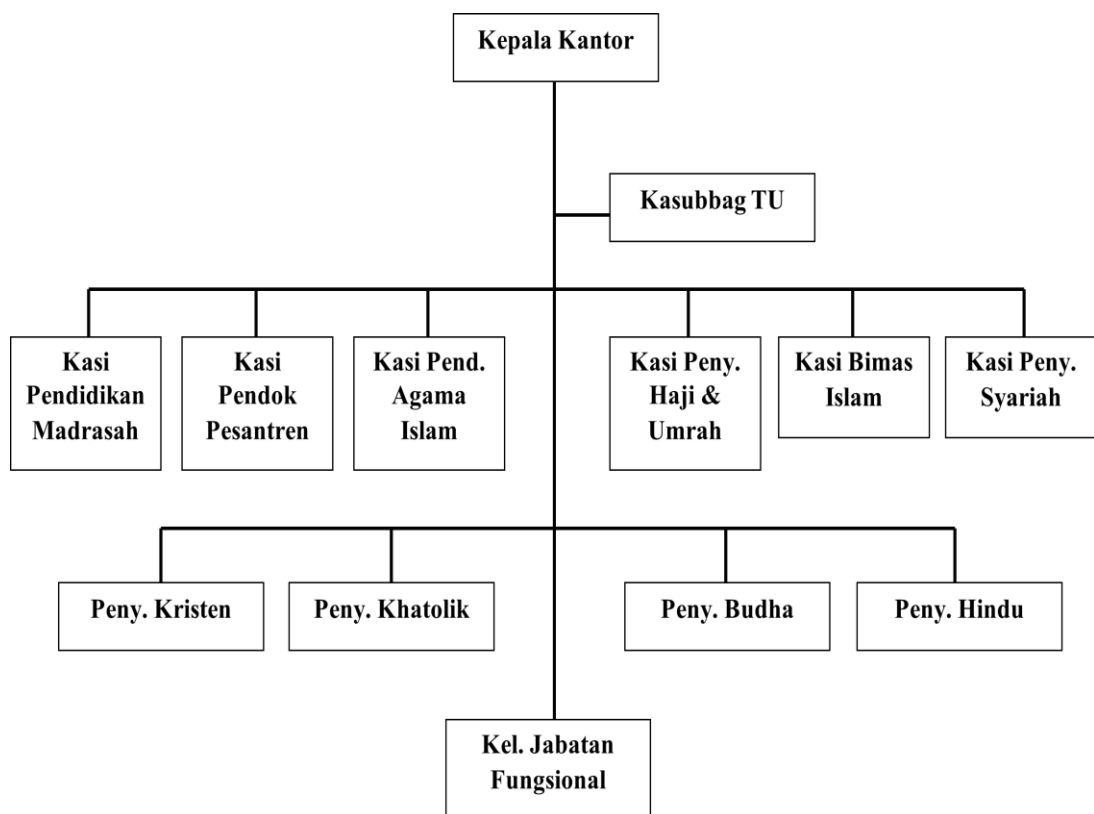 Kepala Kantor
Kasubbag TU
Kasi
Pendidikan
Madrasah
Kasi
Pendok
Pesantren
Kasi Pend.
Agama
Islam
Kasi Peny.
Haji &
Umrah
Kasi Bimas
Islam
Kasi Peny.
Syariah
Peny. Kristen
Peny. Khatolik
Peny. Budha
Peny. Hindu
Kel. Jabatan
Fungsional